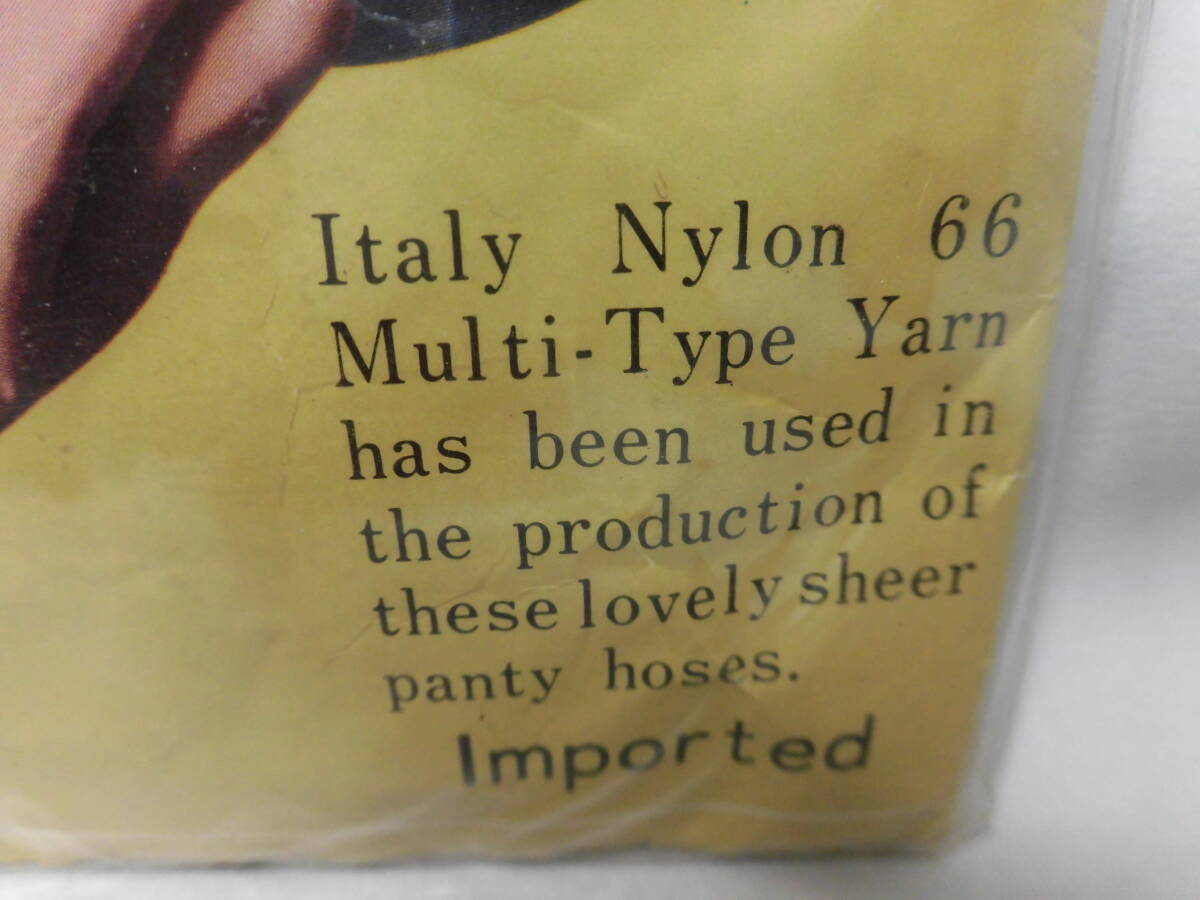 Italy Nylon 66
Multi-Type Yarn
has been used in
the production of
these lovely sheer
panty hoses.
Imported